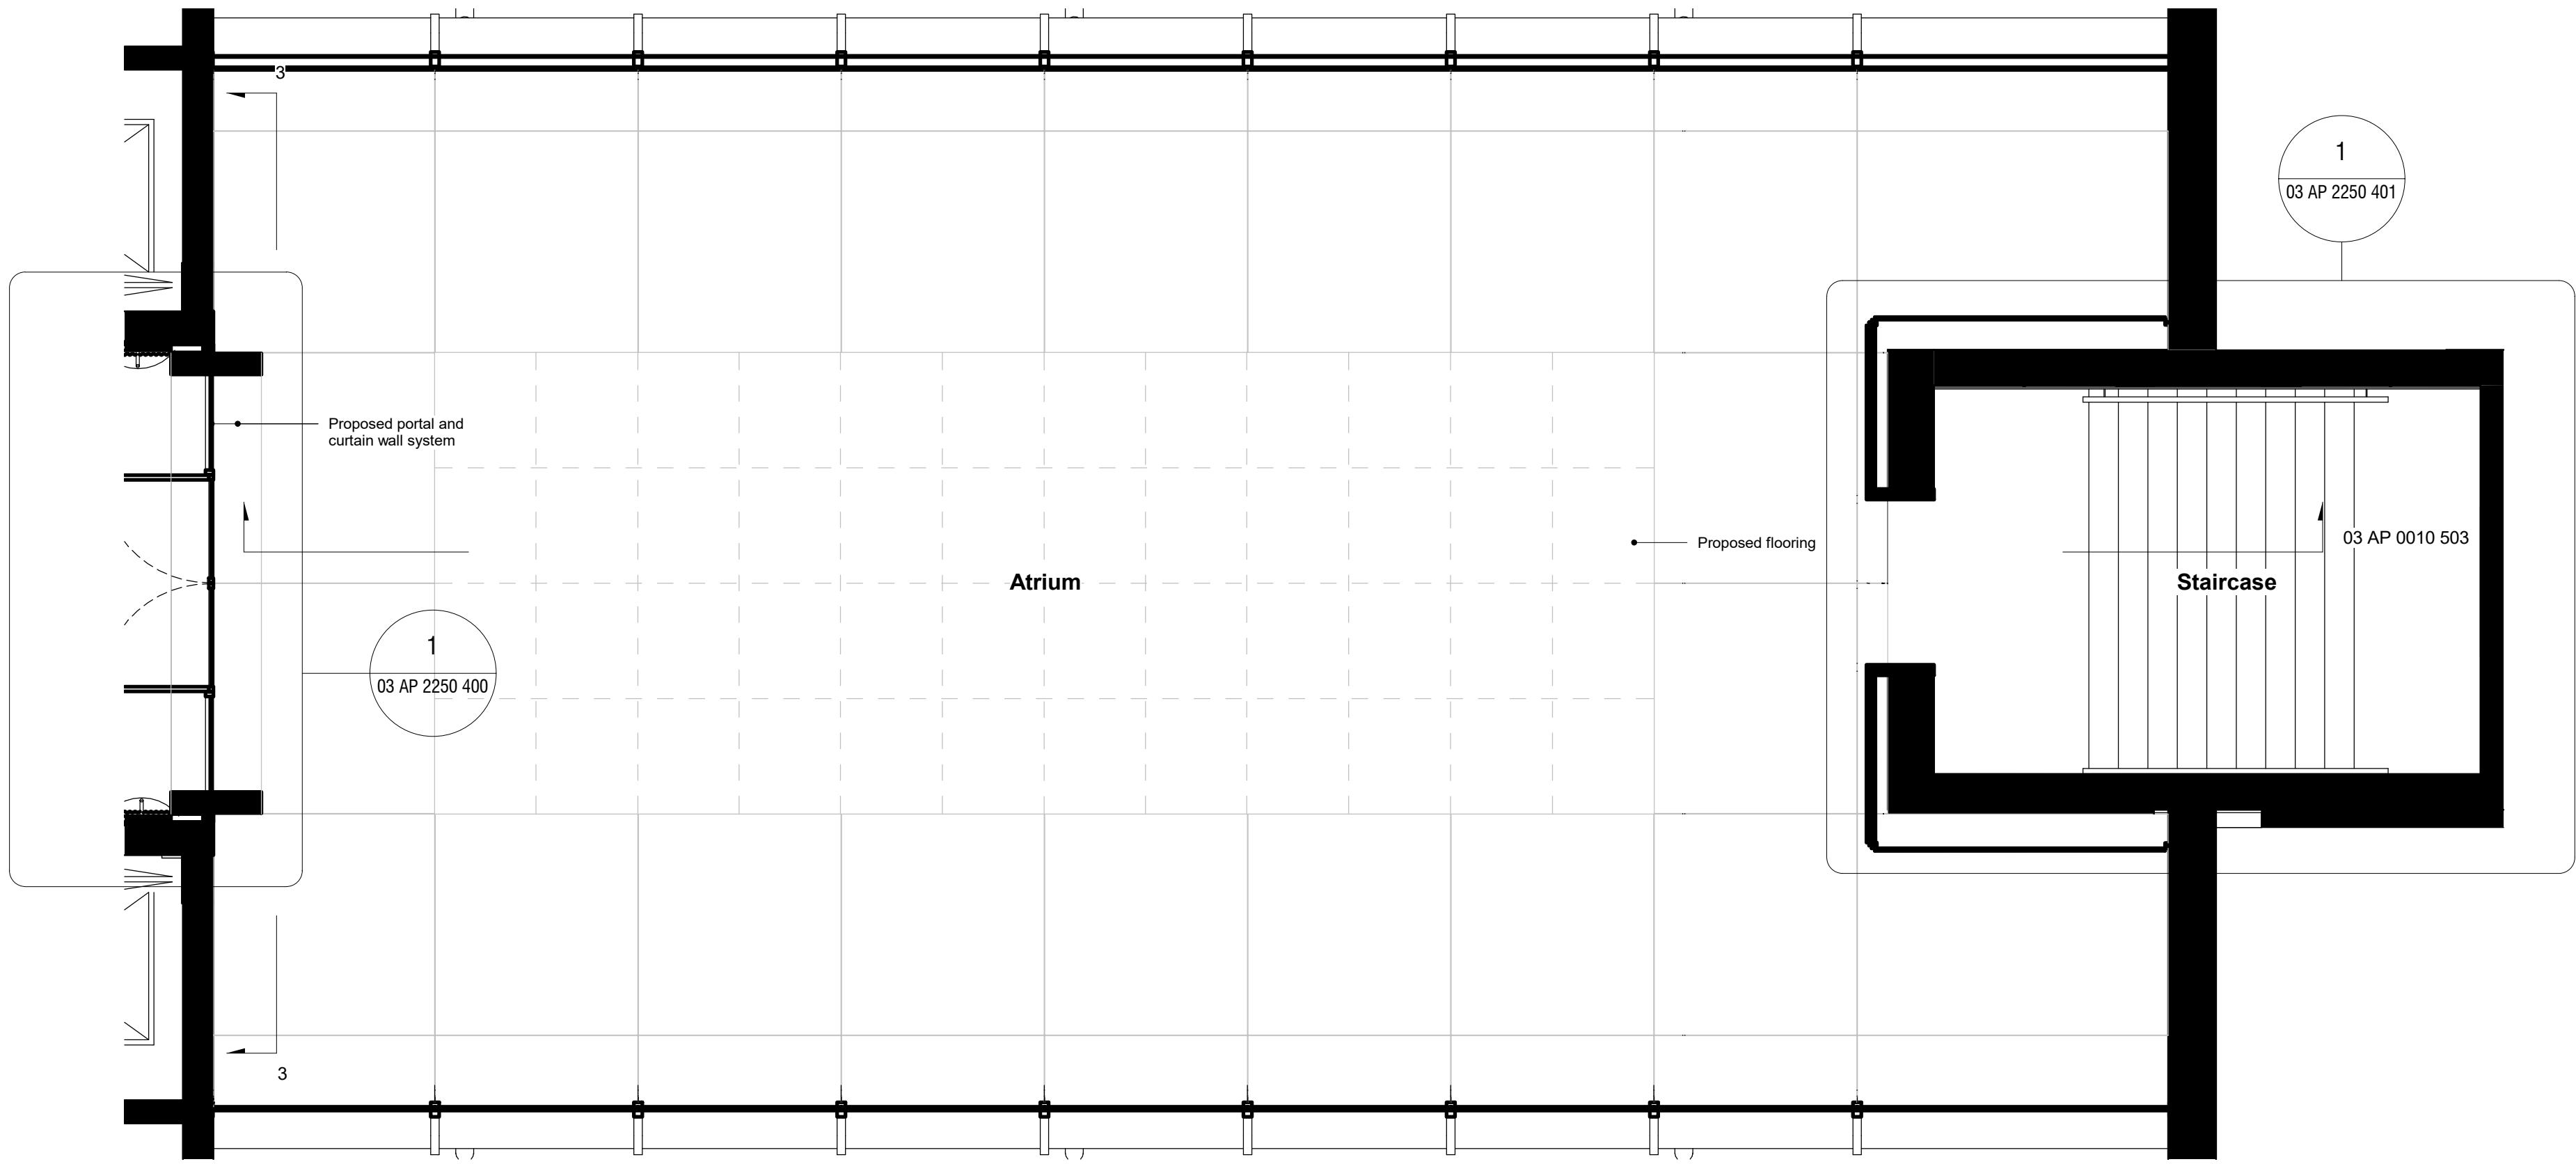 3
1
03 AP 2250 401
Proposed portal and
curtain wall system
Proposed flooring
03 AP 0010 503
Atrium
Staircase
1
03 AP 2250 400
3